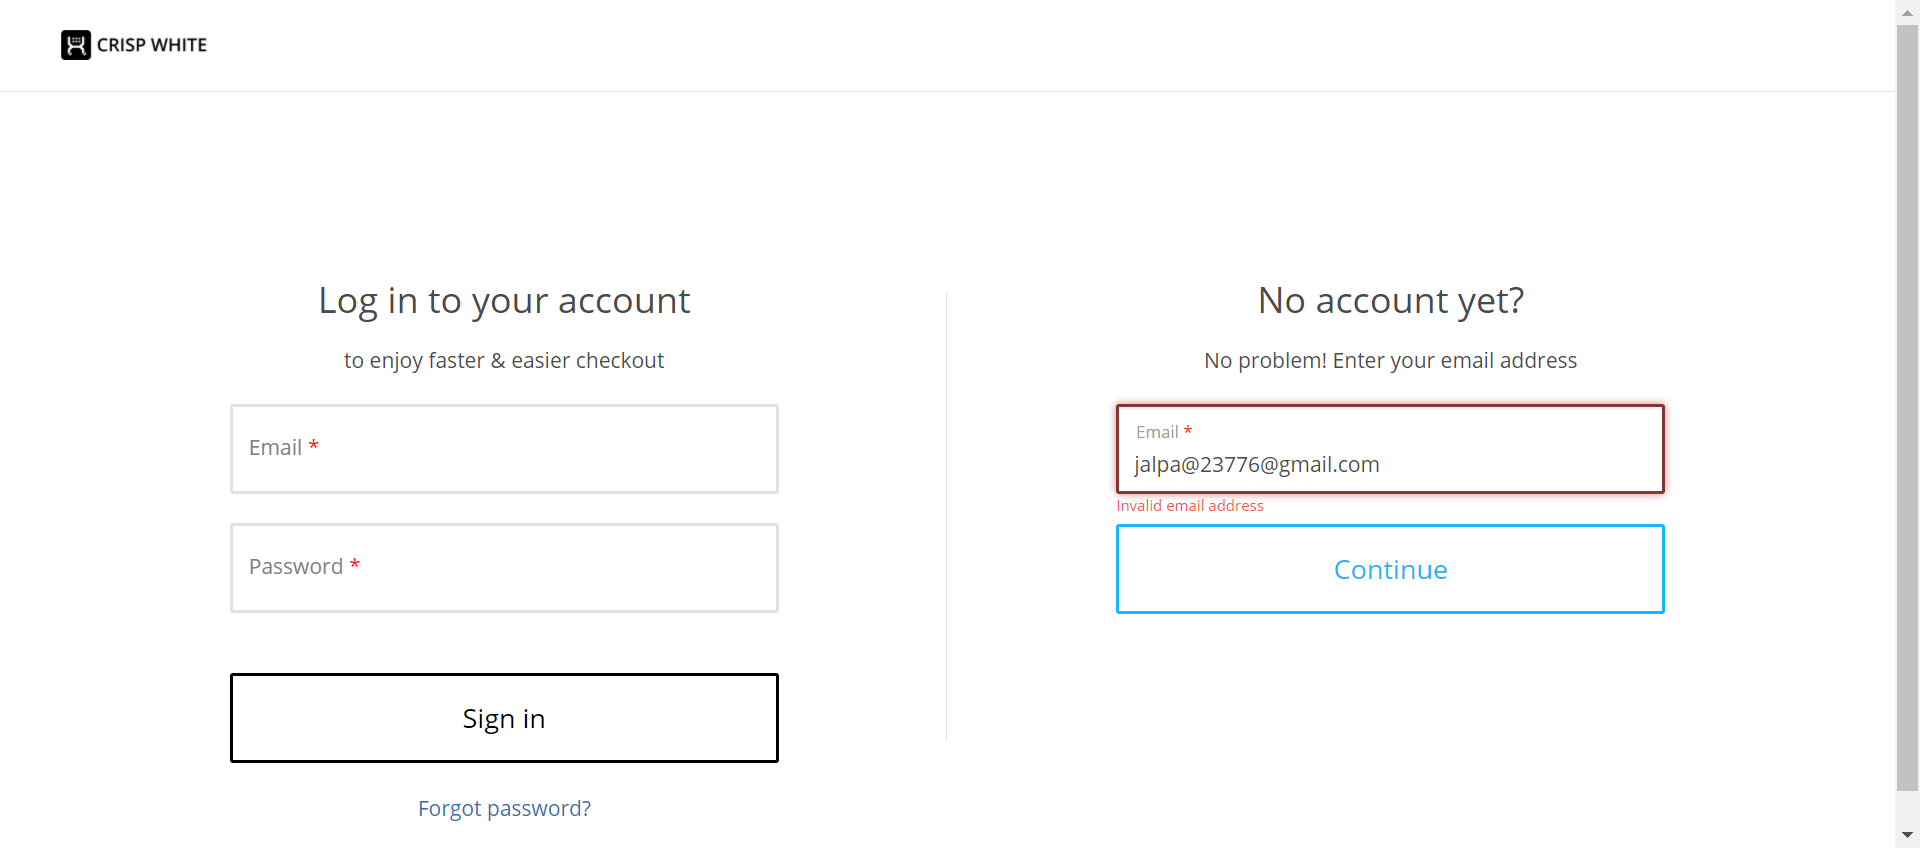 CRISP WHITE
Log in to your account
to enjoy faster & easier checkout
Email *
Password *
Sign in
Forgot password?
No account yet?
No problem! Enter your email address
Email *
jalpa@23776@gmail.com
Invalid email address
Continue